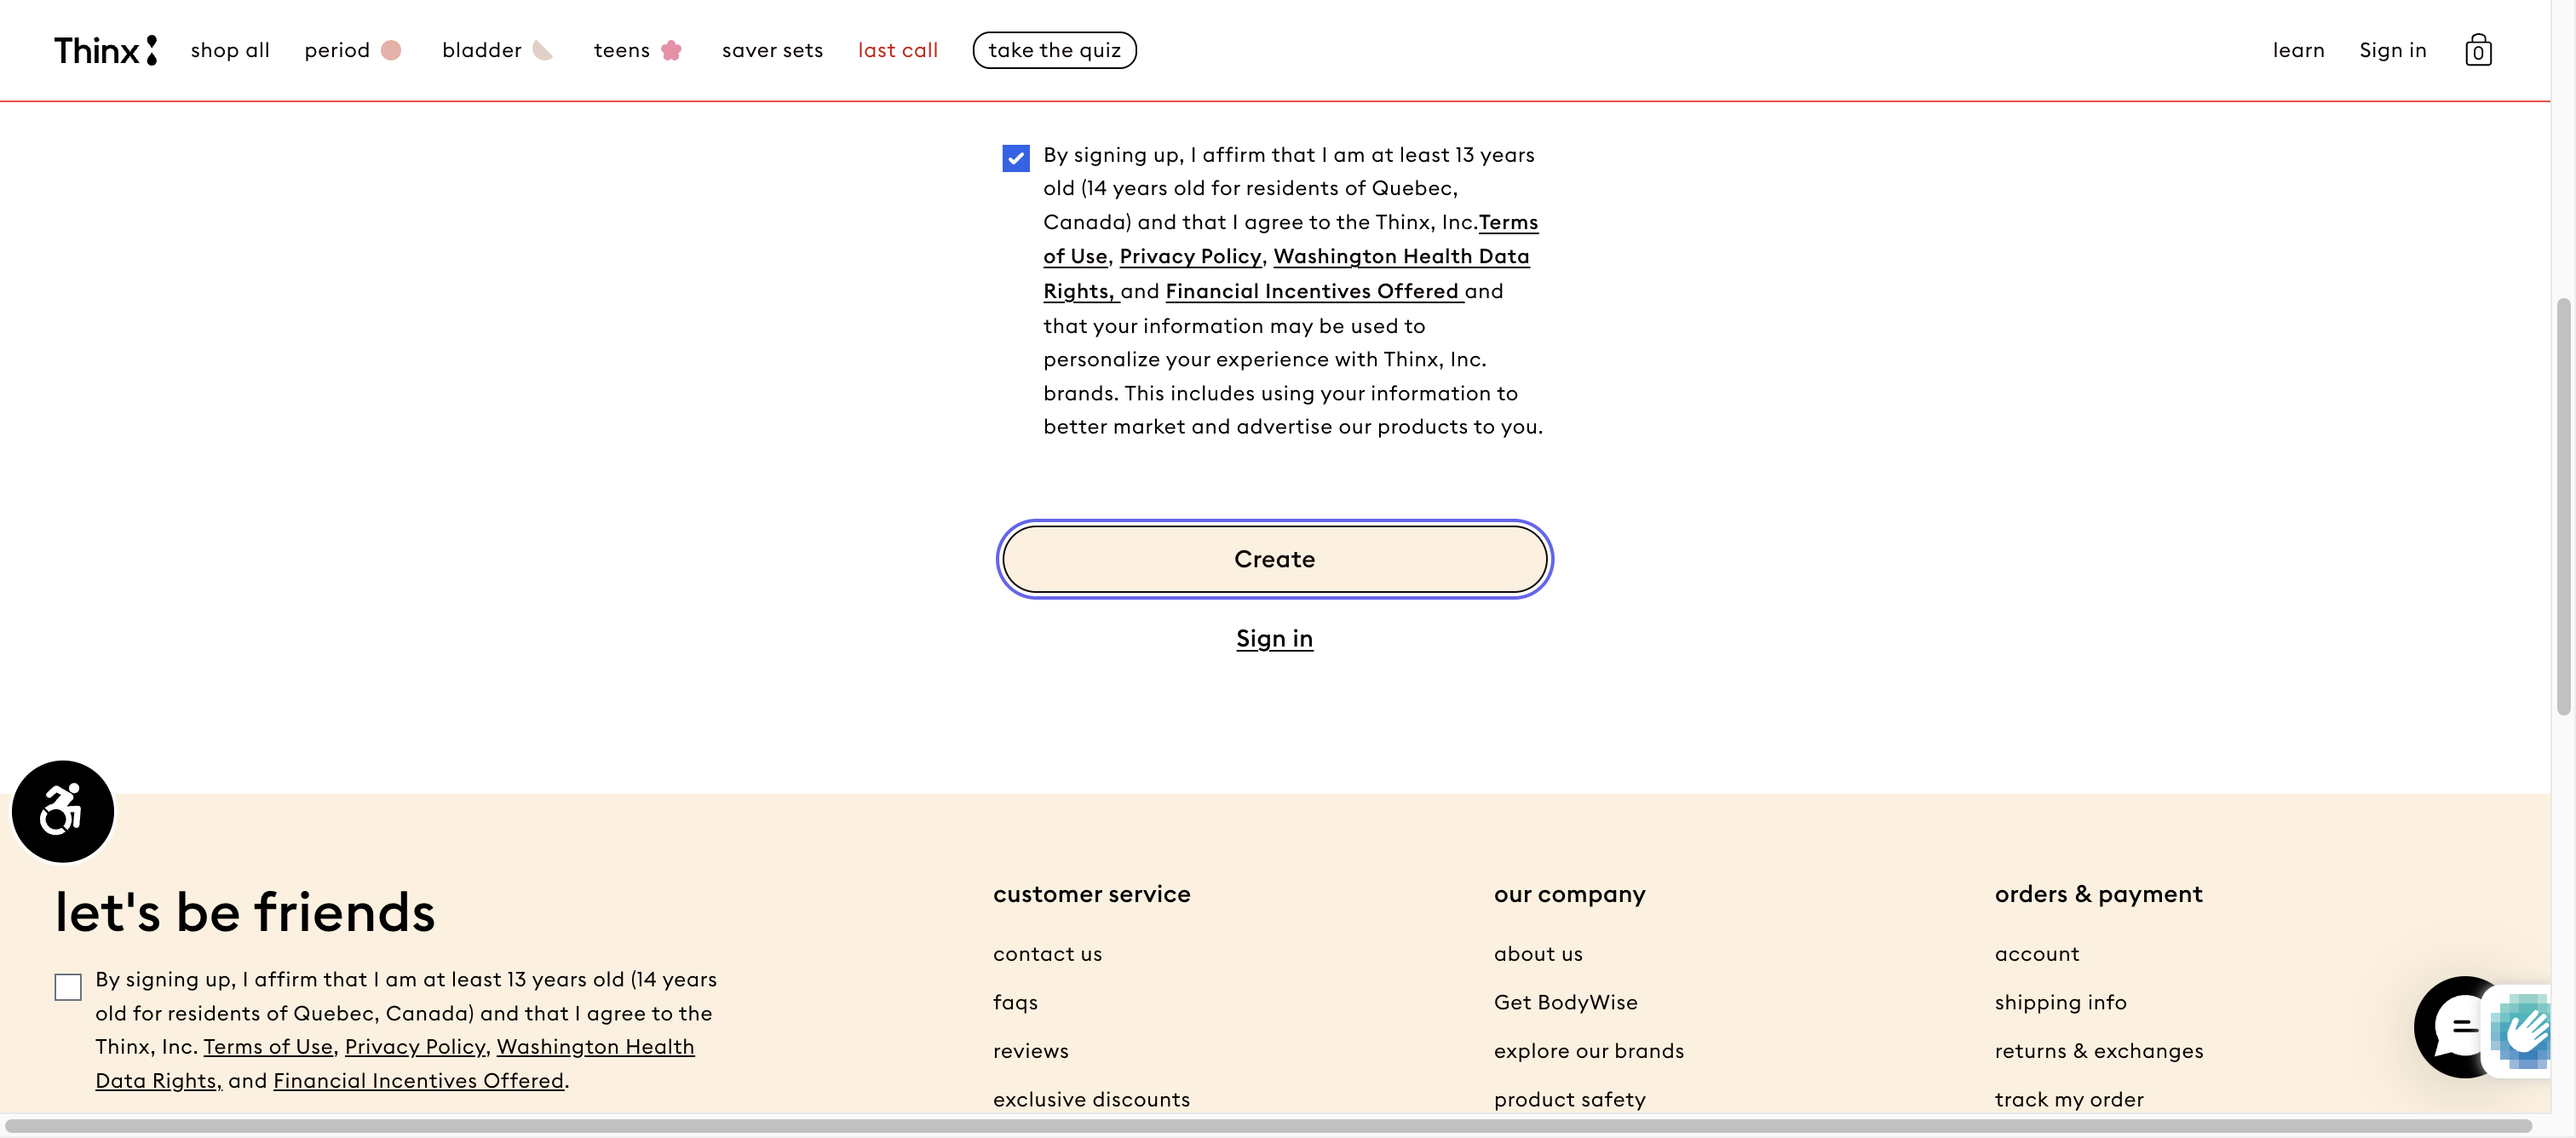 Thinx
shop all
period
bladder
teens
saver sets
last call
take the quiz
learn
Sign in
0
By signing up, I affirm that I am at least 13 years
old (14 years old for residents of Quebec,
Canada) and that I agree to the Thinx, Inc.Terms
of Use, Privacy Policy, Washington Health Data
Rights, and Financial Incentives Offered and
that your information may be used to
personalize your experience with Thinx, Inc.
brands. This includes using your information to
better market and advertise our products to you.
Create
Sign in
let's be friends
By signing up, I affirm that I am at least 13 years old (14 years
old for residents of Quebec, Canada) and that I agree to the
Thinx, Inc. Terms of Use, Privacy Policy, Washington Health
Data Rights, and Financial Incentives Offered.
customer service
contact us
faqs
reviews
exclusive discounts
our company
about us
Get BodyWise
explore our brands
product safety
orders & payment
account
shipping info
returns & exchanges
track my order